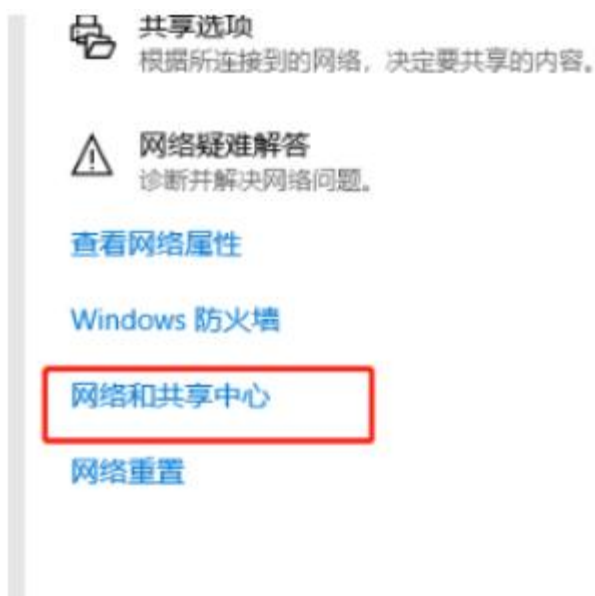 共享选项
根据所连接到的网络，决定要共享的内容。
网络疑难解答
诊断并解决网络问题。
查看网络属性
Windows 防火墙
网络和共享中心
网络重置